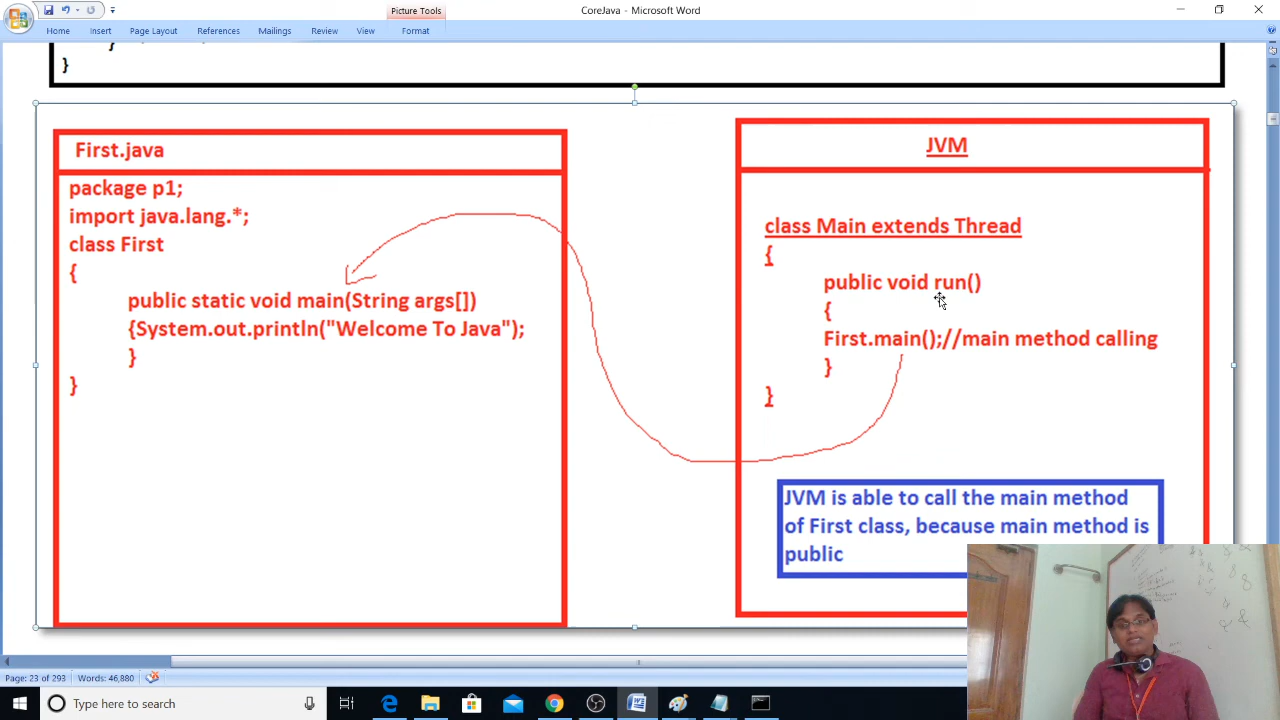 Picture Tools
CoreJava - Microsoft Word
Home
Insert
Page Layout
References
Mailings
Review
View
Format
}
First.java
package p1;
import java.lang.*;
class First
{
public static void main(String args[])
{System.out.println("Welcome To Java");
}
}
JVM
class Main extends Thread
{
public void run()
{
First.main();//main method calling
}
}
JVM is able to call the main method
of First class, because main method is
public
Page: 23 of 293
Words: 46,880
Type here to search